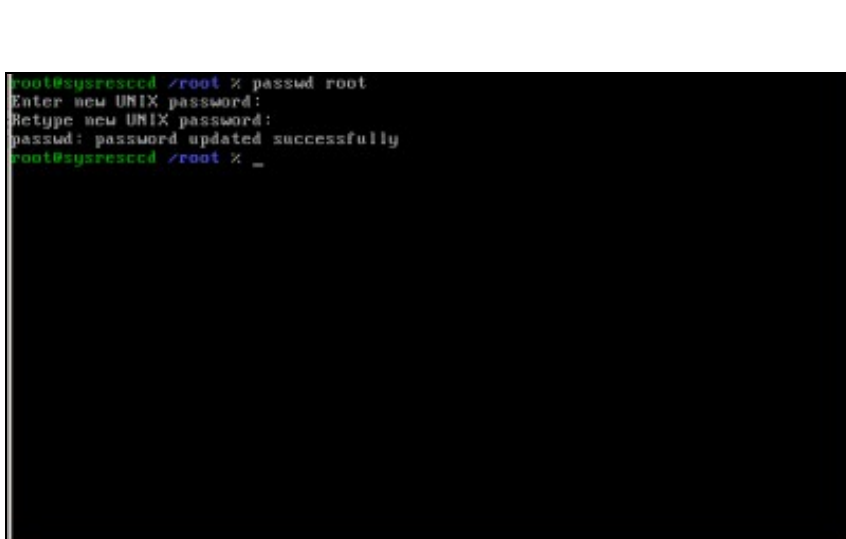 root@sysresccd /root % passwd root
Enter new UNIX password:
Retype new UNIX password:
passwd: password updated successfully
root@sysresccd /root % _